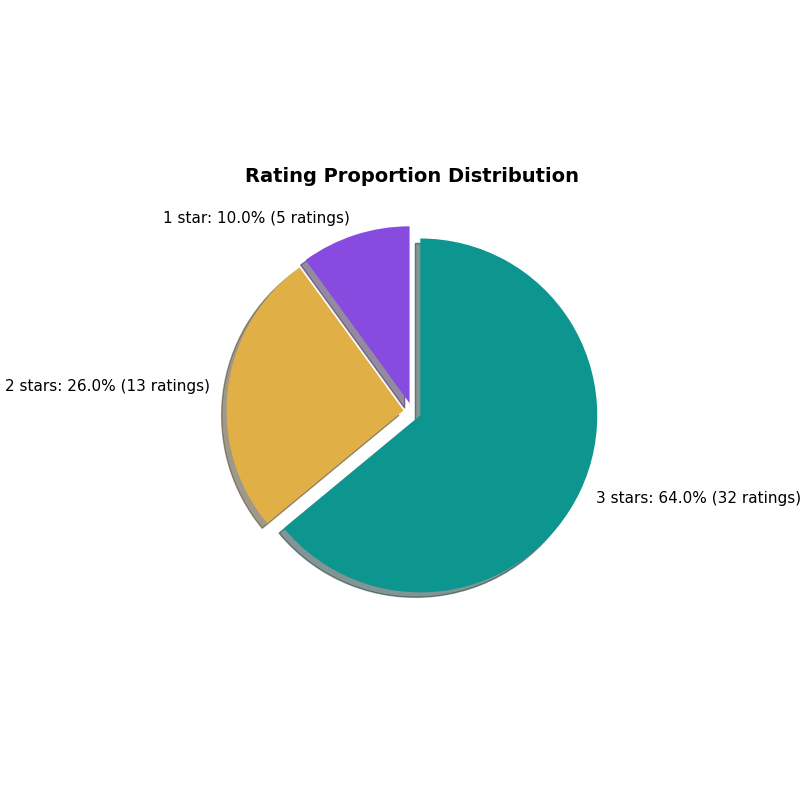 Rating Proportion Distribution
1 star: 10.0% (5 ratings)
2 stars: 26.0% (13 ratings)
3 stars: 64.0% (32 ratings)